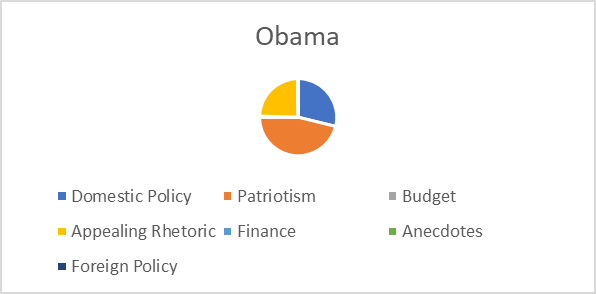 Obama
Domestic Policy Patriotism Budget
Appealing Rhetoric Finance Anecdotes
Foreign Policy